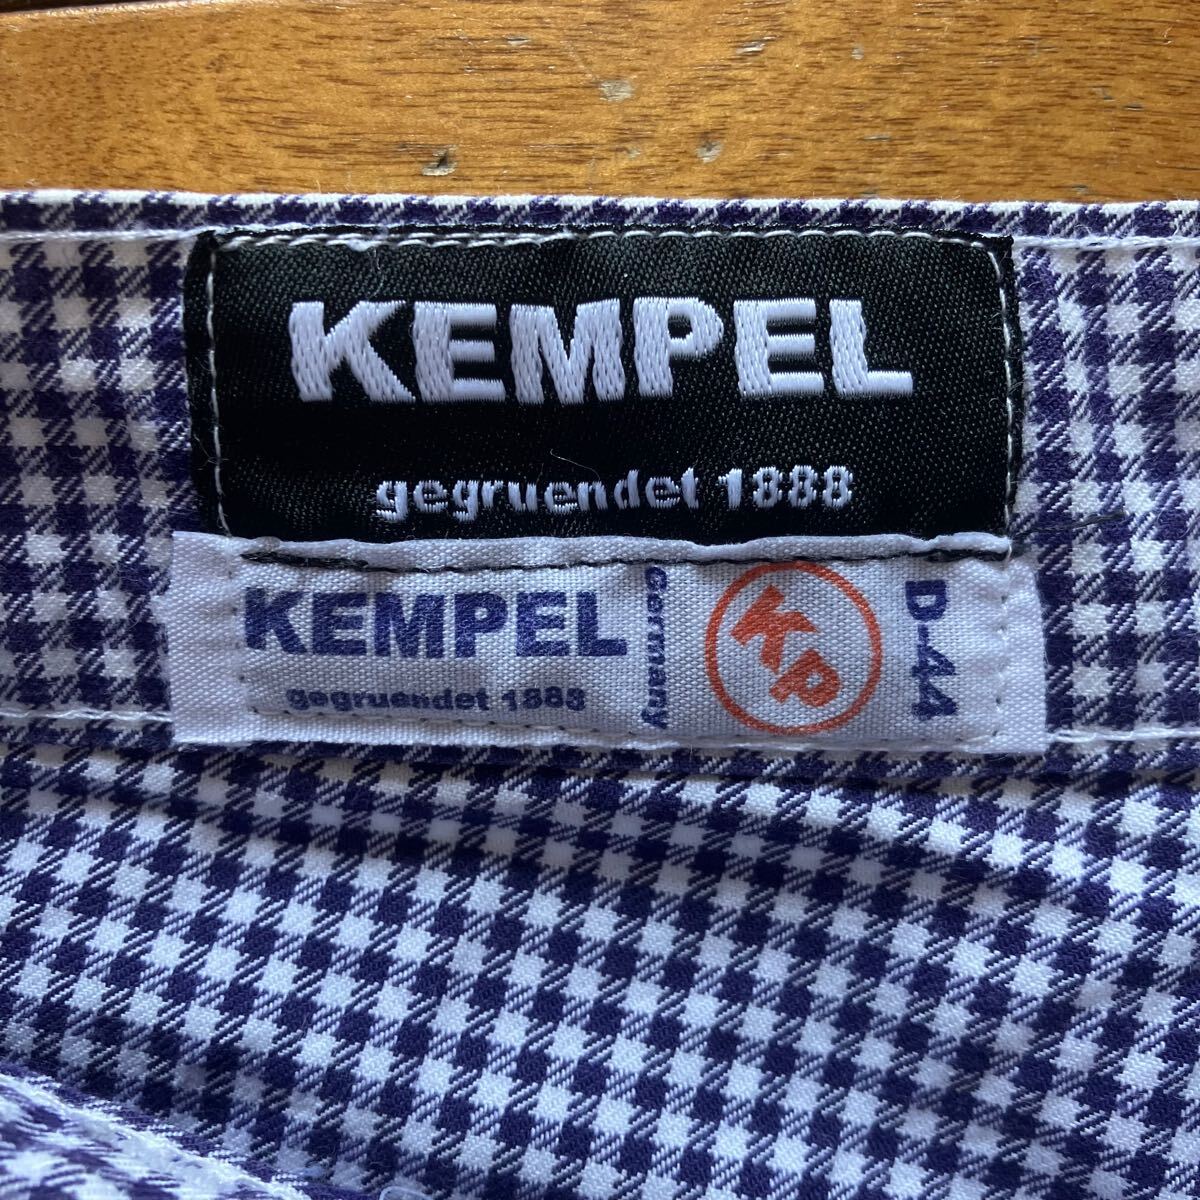 KEMPEL
gegruendet 1888
KEMPEL
gegruendet 1888
Germany
KP
D-44